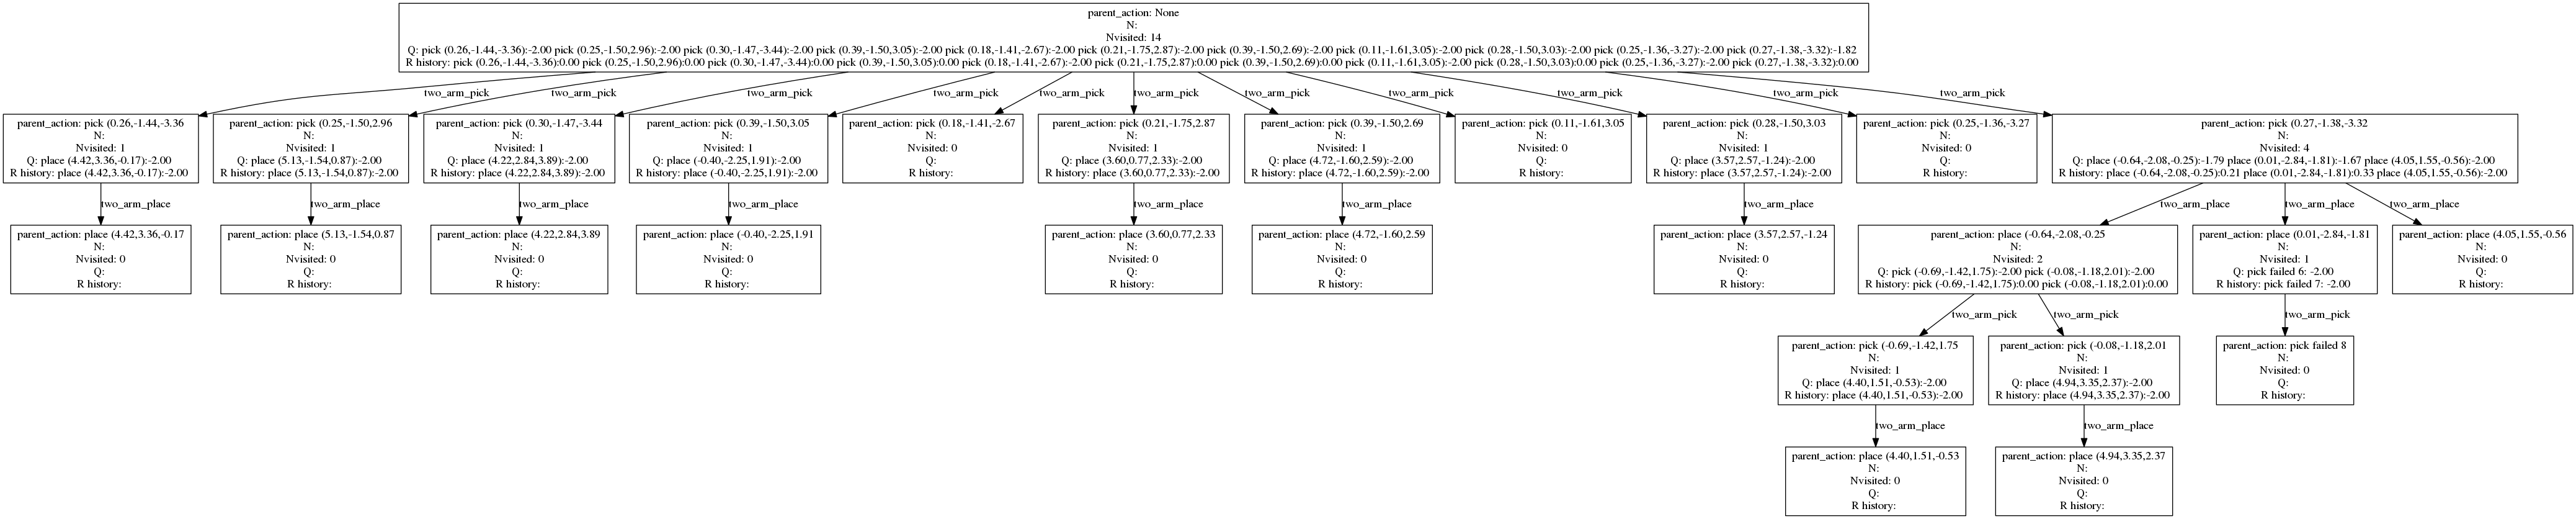 parent_action: None
N:
Nvisited: 14
Q: pick (0.26,-1.44,-3.36):-2.00 pick (0.25,-1.50,2.96):-2.00 pick (0.30,-1.47,-3.44):-2.00 pick (0.39,-1.50,3.05):-2.00 pick (0.18,-1.41,-2.67):-2.00 pick (0.21,-1.75,2.87):-2.00 pick (0.39,-1.50,2.69):-2.00 pick (0.11,-1.61,3.05):-2.00 pick (0.28,-1.50,3.03):-2.00 pick (0.25,-1.36,-3.27):-2.00 pick (0.27,-1.38,-3.32):-1.82
R history: pick (0.26,-1.44,-3.36):0.00 pick (0.25,-1.50,2.96):0.00 pick (0.30,-1.47,-3.44):0.00 pick (0.39,-1.50,3.05):0.00 pick (0.18,-1.41,-2.67):-2.00 pick (0.21,-1.75,2.87):0.00 pick (0.39,-1.50,2.69):0.00 pick (0.11,-1.61,3.05):-2.00 pick (0.28,-1.50,3.03):0.00 pick (0.25,-1.36,-3.27):-2.00 pick (0.27,-1.38,-3.32):0.00
two_arm_pick
two_arm_pick
two_arm_pick
two_arm_pick
two_arm_pick
two_arm_pick
two_arm_pick
two_arm_pick
two_arm_pick
two_arm_pick
two_arm_pick
parent_action: pick (0.26,-1.44,-3.36
N:
Nvisited: 1
Q: place (4.42,3.36,-0.17):-2.00
R history: place (4.42,3.36,-0.17):-2.00
parent_action: pick (0.25,-1.50,2.96
N:
Nvisited: 1
Q: place (5.13,-1.54,0.87):-2.00
R history: place (5.13,-1.54,0.87):-2.00
parent_action: pick (0.30,-1.47,-3.44
N:
Nvisited: 1
Q: place (4.22,2.84,3.89):-2.00
R history: place (4.22,2.84,3.89):-2.00
parent_action: pick (0.39,-1.50,3.05
N:
Nvisited: 1
Q: place (-0.40,-2.25,1.91):-2.00
R history: place (-0.40,-2.25,1.91):-2.00
parent_action: pick (0.18,-1.41,-2.67
N:
Nvisited: 0
Q:
R history:
parent_action: pick (0.21,-1.75,2.87
N:
Nvisited: 1
Q: place (3.60,0.77,2.33):-2.00
R history: place (3.60,0.77,2.33):-2.00
parent_action: pick (0.39,-1.50,2.69
N:
Nvisited: 1
Q: place (4.72,-1.60,2.59):-2.00
R history: place (4.72,-1.60,2.59):-2.00
parent_action: pick (0.11,-1.61,3.05
N:
Nvisited: 0
Q:
R history:
parent_action: pick (0.28,-1.50,3.03
N:
Nvisited: 1
Q: place (3.57,2.57,-1.24):-2.00
R history: place (3.57,2.57,-1.24):-2.00
parent_action: pick (0.25,-1.36,-3.27
N:
Nvisited: 0
Q:
R history:
parent_action: pick (0.27,-1.38,-3.32
N:
Nvisited: 4
Q: place (-0.64,-2.08,-0.25):-1.79 place (0.01,-2.84,-1.81):-1.67 place (4.05,1.55,-0.56):-2.00
R history: place (-0.64,-2.08,-0.25):0.21 place (0.01,-2.84,-1.81):0.33 place (4.05,1.55,-0.56):-2.00
two_arm_place
two_arm_place
two_arm_place
two_arm_place
two_arm_place
two_arm_place
two_arm_place
two_arm_place
two_arm_place
two_arm_place
parent_action: place (4.42,3.36,-0.17
N:
Nvisited: 0
Q:
R history:
parent_action: place (5.13,-1.54,0.87
N:
Nvisited: 0
Q:
R history:
parent_action: place (4.22,2.84,3.89
N:
Nvisited: 0
Q:
R history:
parent_action: place (-0.40,-2.25,1.91
N:
Nvisited: 0
Q:
R history:
parent_action: place (3.60,0.77,2.33
N:
Nvisited: 0
Q:
R history:
parent_action: place (4.72,-1.60,2.59
N:
Nvisited: 0
Q:
R history:
parent_action: place (3.57,2.57,-1.24
N:
Nvisited: 0
Q:
R history:
parent_action: place (-0.64,-2.08,-0.25
N:
Nvisited: 2
Q: pick (-0.69,-1.42,1.75):-2.00 pick (-0.08,-1.18,2.01):-2.00
R history: pick (-0.69,-1.42,1.75):0.00 pick (-0.08,-1.18,2.01):0.00
parent_action: place (0.01,-2.84,-1.81
N:
Nvisited: 1
Q: pick failed 6: -2.00
R history: pick failed 7: -2.00
parent_action: place (4.05,1.55,-0.56
N:
Nvisited: 0
Q:
R history:
two_arm_pick
two_arm_pick
two_arm_pick
parent_action: pick (-0.69,-1.42,1.75
N:
Nvisited: 1
Q: place (4.40,1.51,-0.53):-2.00
R history: place (4.40,1.51,-0.53):-2.00
parent_action: pick (-0.08,-1.18,2.01
N:
Nvisited: 1
Q: place (4.94,3.35,2.37):-2.00
R history: place (4.94,3.35,2.37):-2.00
parent_action: pick failed 8
N:
Nvisited: 0
Q:
R history:
two_arm_place
two_arm_place
parent_action: place (4.40,1.51,-0.53
N:
Nvisited: 0
Q:
R history:
parent_action: place (4.94,3.35,2.37
N:
Nvisited: 0
Q:
R history: